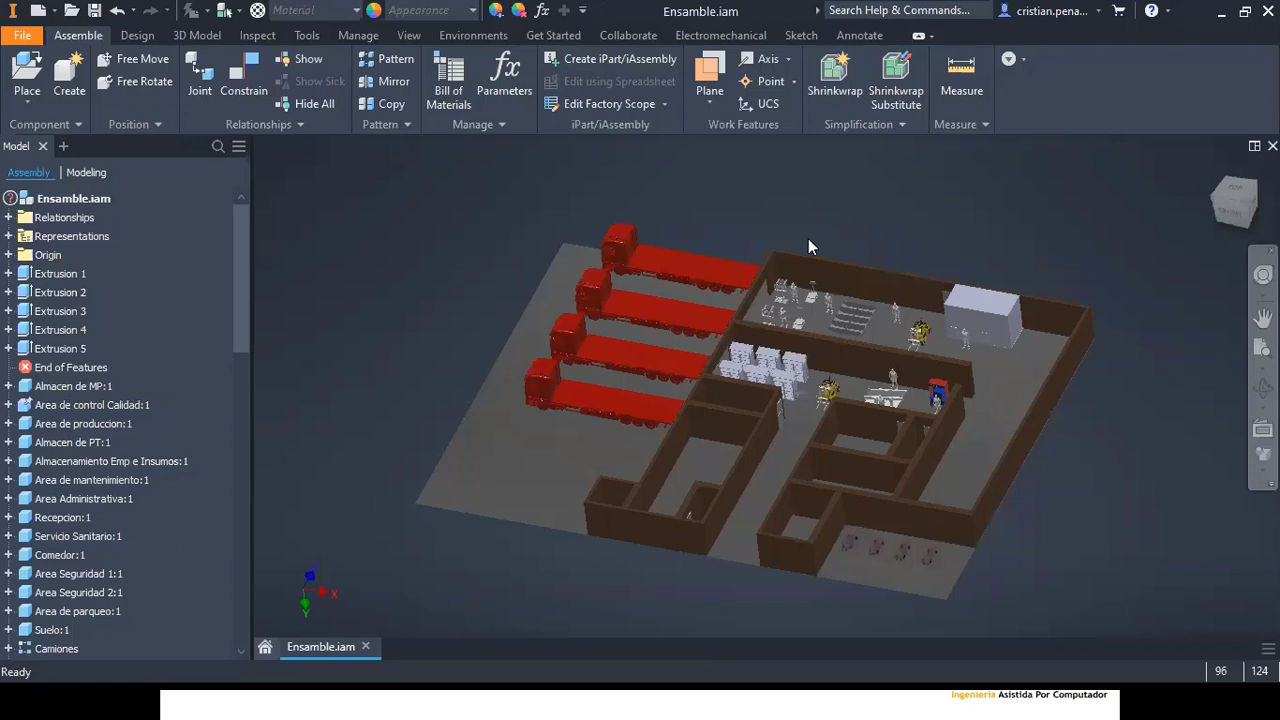 Material
Appearance
Ensamble.iam
Search Help & Commands...
cristian.pena...
File
Assemble
Design
3D Model
Inspect
Tools
Manage
View
Environments
Get Started
Collaborate
Electromechanical
Sketch
Annotate
Place
Create
Free Move
Free Rotate
Component
Position
Joint
Constrain
Show
Show Sick
Hide All
Relationships
Pattern
Mirror
Copy
Pattern
Bill of
Materials
Parameters
Manage
Create iPart/iAssembly
Edit using Spreadsheet
Edit Factory Scope
iPart/iAssembly
Plane
Axis
Point
UCS
Work Features
Shrinkwrap
Shrinkwrap
Substitute
Simplification
Measure
Measure
Model
Assembly
Modeling
Ensamble.iam
Relationships
Representations
Origin
Extrusion 1
Extrusion 2
Extrusion 3
Extrusion 4
Extrusion 5
End of Features
Almacen de MP:1
Area de control Calidad:1
Area de produccion:1
Almacen de PT:1
Almacenamiento Emp e Insumos:1
Area de mantenimiento:1
Area Administrativa:1
Recepcion:1
Servicio Sanitario:1
Comedor:1
Area Seguridad 1:1
Area Seguridad 2:1
Area de parqueo:1
Suelo:1
Camiones
X
Y
Ensamble.iam
Ready
96
124
Ingeniería Asistida Por Computador